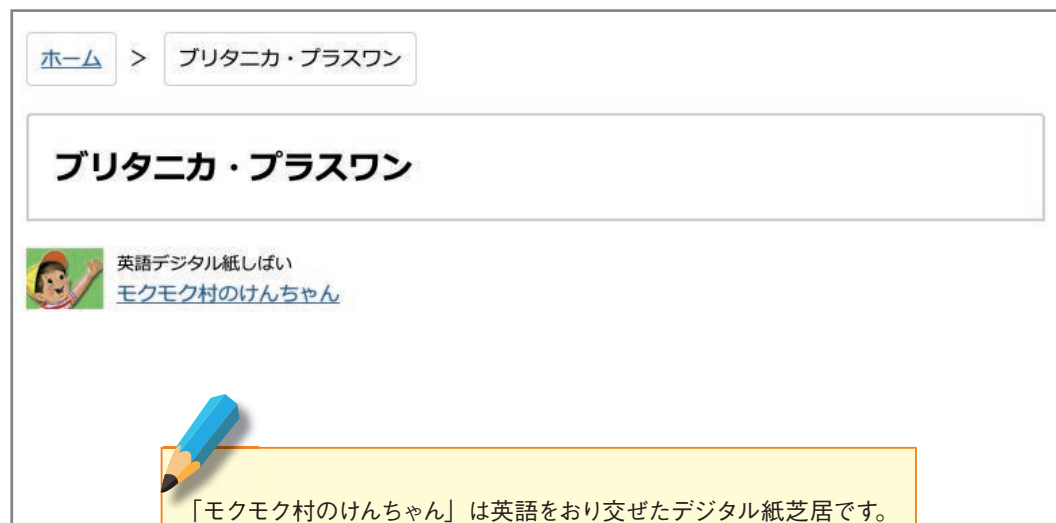 ホーム > ブリタニカ・プラスワン
ブリタニカ・プラスワン
英語デジタル紙しばい
モクモク村のけんちゃん
「モクモク村のけんちゃん」は英語をおり交ぜたデジタル紙芝居です。